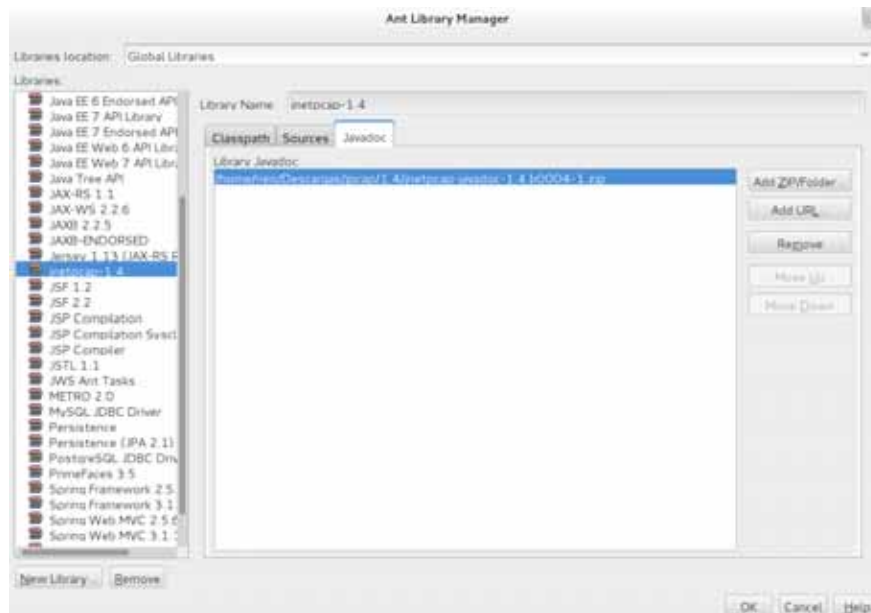 Ant Library Manager
Libraries location: Global Libraries
Libraries:
Java EE 6 Endorsed API
Java EE 7 API Library
Java EE 7 Endorsed API
Java EE Web 6 API Libr
Java EE Web 7 API Libr
Java Tree API
JAX-RS 1.1
JAX-WS 2.2.6
JAXB 2.2.5
JAXB-ENDORSED
Jersey 1.13 (JAX-RS R
jnetpcap-1.4
JSF 1.2
JSF 2.2
JSP Compilation
JSP Compilation Syscl
JSP Compiler
JSTL 1.1
JWS Ant Tasks
METRO 2.0
MySQL JDBC Driver
Persistence
Persistence (JPA 2.1)
PostgreSQL JDBC Driv
PrimeFaces 3.5
Spring Framework 2.5
Spring Framework 3.1
Spring Web MVC 2.5.6
Spring Web MVC 3.1
New Library... Remove
Library Name: jnetpcap-1.4
Classpath Sources Javadoc
Library Javadoc:
Add ZIP/Folder...
Add URL...
Remove
Move Up
Move Down
OK Cancel Help